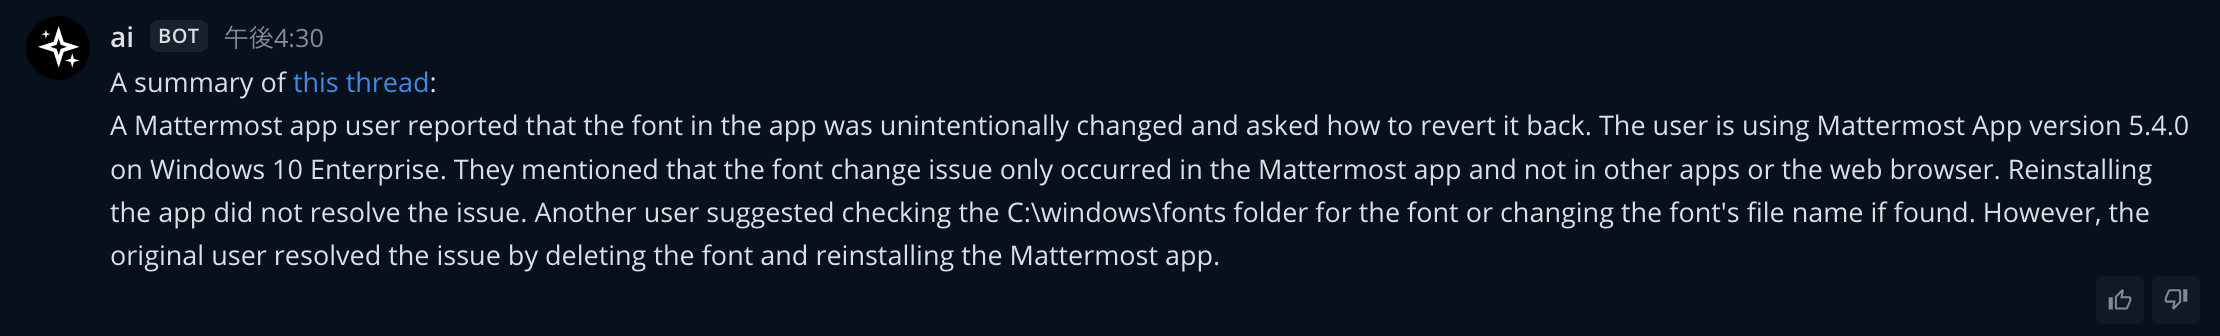 ai BOT 午後4:30
A summary of this thread:
A Mattermost app user reported that the font in the app was unintentionally changed and asked how to revert it back. The user is using Mattermost App version 5.4.0
on Windows 10 Enterprise. They mentioned that the font change issue only occurred in the Mattermost app and not in other apps or the web browser. Reinstalling
the app did not resolve the issue. Another user suggested checking the C:\windows\fonts folder for the font or changing the font's file name if found. However, the
original user resolved the issue by deleting the font and reinstalling the Mattermost app.